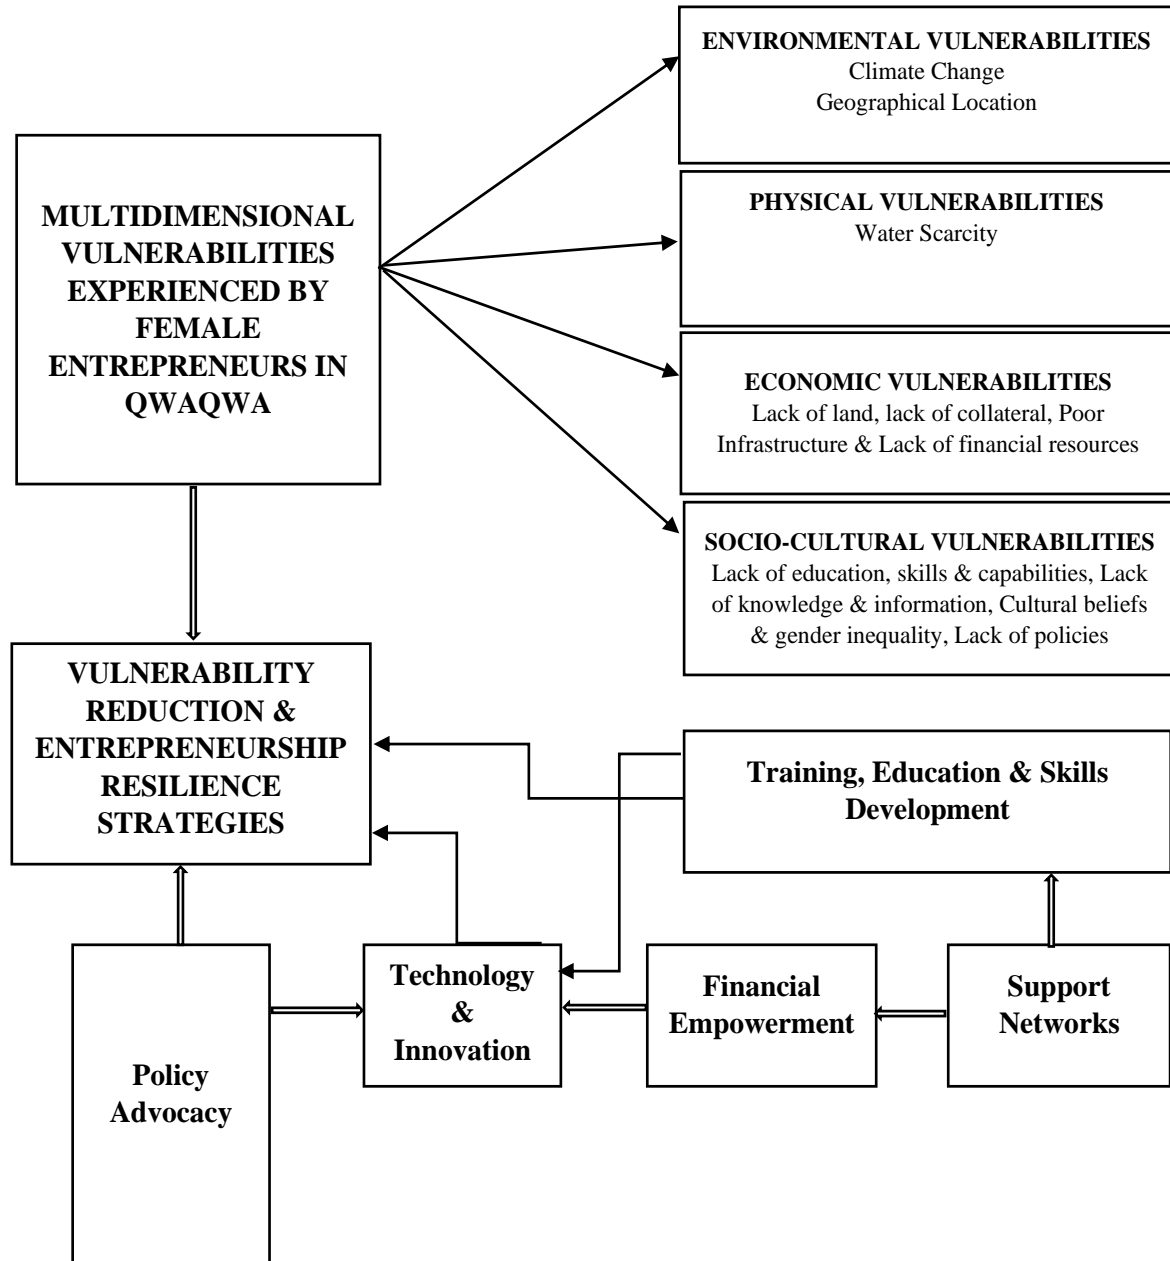 ENVIRONMENTAL VULNERABILITIES
Climate Change
Geographical Location
MULTIDIMENSIONAL
VULNERABILITIES
EXPERIENCED BY
FEMALE
ENTREPRENEURS IN
QWAQWA
PHYSICAL VULNERABILITIES
Water Scarcity
ECONOMIC VULNERABILITIES
Lack of land, lack of collateral, Poor
Infrastructure & Lack of financial resources
SOCIO-CULTURAL VULNERABILITIES
Lack of education, skills & capabilities, Lack
of knowledge & information, Cultural beliefs
& gender inequality, Lack of policies
VULNERABILITY
REDUCTION &
ENTREPRENEURSHIP
RESILIENCE
STRATEGIES
Training, Education & Skills
Development
Policy
Advocacy
Technology
&
Innovation
Financial
Empowerment
Support
Networks